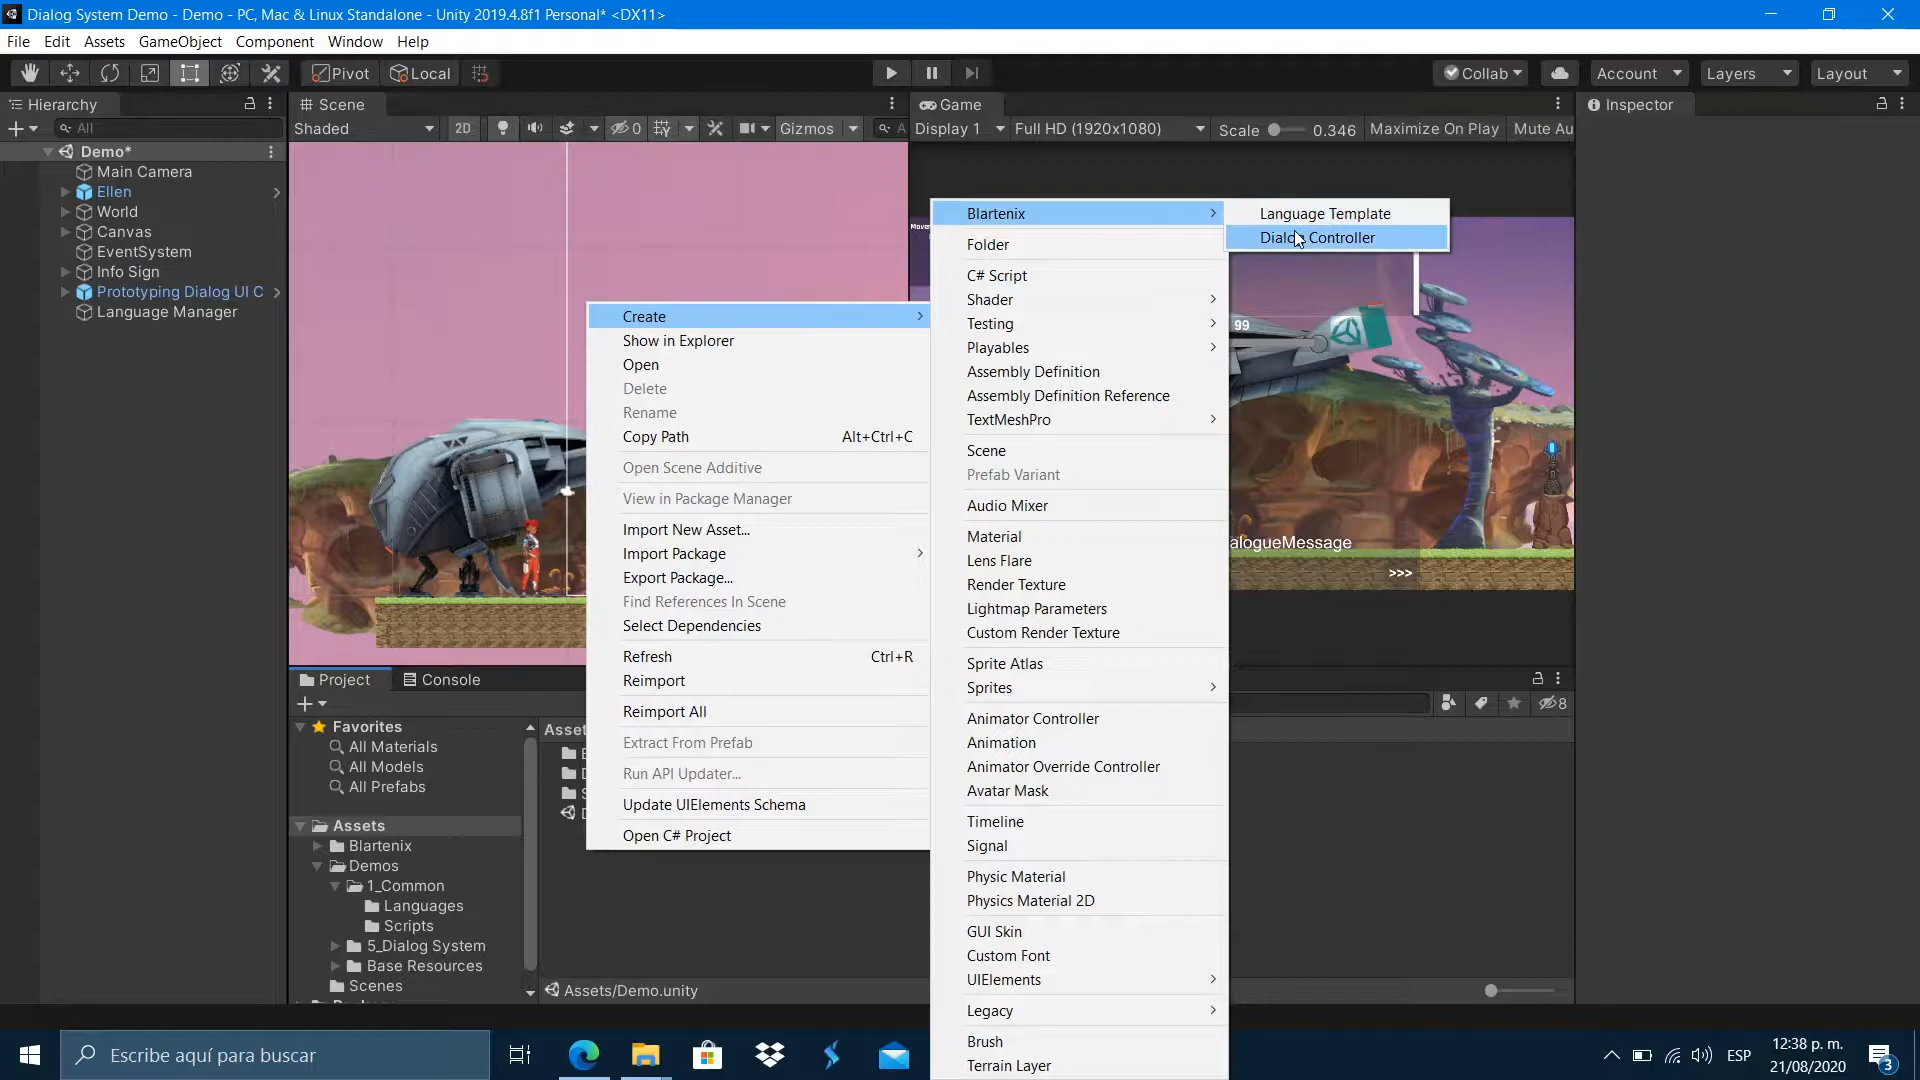 Dialog System Demo - Demo - PC, Mac & Linux Standalone - Unity 2019.4.8f1 Personal* <DX11>
File Edit Assets GameObject Component Window Help
Pivot Local Collab Account Layers Layout
Hierarchy
All
Demo*
Main Camera
Ellen
World
Canvas
EventSystem
Info Sign
Prototyping Dialog UI C
Language Manager
Scene
Shaded 2D 0 Gizmos A
Game
Display 1 Full HD (1920x1080) Scale 0.346 Maximize On Play Mute Au
99
alogueMessage
>>>
Inspector
Create
Show in Explorer
Open
Delete
Rename
Copy Path Alt+Ctrl+C
Open Scene Additive
View in Package Manager
Import New Asset...
Import Package
Export Package...
Find References In Scene
Select Dependencies
Refresh Ctrl+R
Reimport
Reimport All
Extract From Prefab
Run API Updater...
Update UIElements Schema
Open C# Project
Blartenix
Folder
C# Script
Shader
Testing
Playables
Assembly Definition
Assembly Definition Reference
TextMeshPro
Scene
Prefab Variant
Audio Mixer
Material
Lens Flare
Render Texture
Lightmap Parameters
Custom Render Texture
Sprite Atlas
Sprites
Animator Controller
Animation
Animator Override Controller
Avatar Mask
Timeline
Signal
Physic Material
Physics Material 2D
GUI Skin
Custom Font
UIElements
Legacy
Brush
Terrain Layer
Language Template
Dialog Controller
Project Console
8
Favorites
All Materials
All Models
All Prefabs
Assets
Blartenix
Demos
1_Common
Languages
Scripts
5_Dialog System
Base Resources
Scenes
Asset
Assets/Demo.unity
Escribe aquí para buscar
ESP
12:38 p. m.
21/08/2020
3